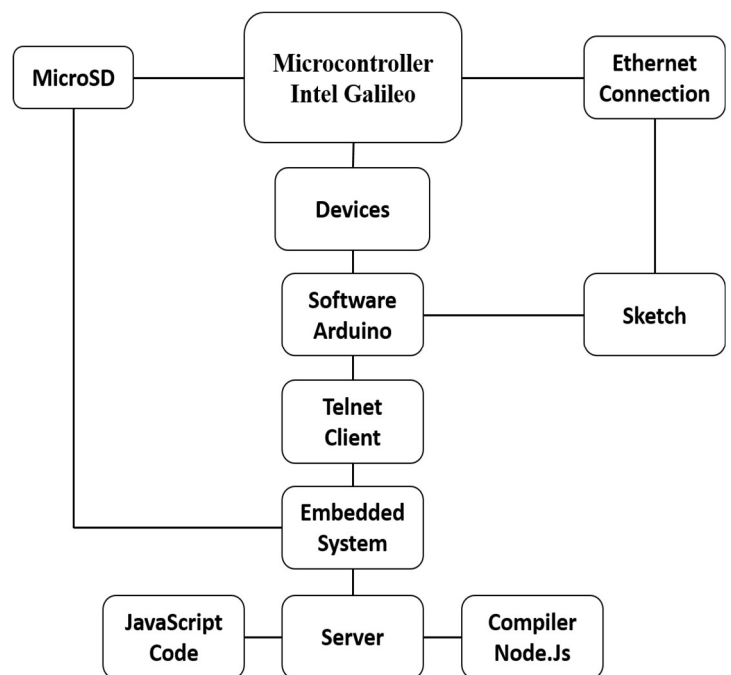 MicroSD
Microcontroller
Intel Galileo
Ethernet
Connection
Devices
Software
Arduino
Sketch
Telnet
Client
Embedded
System
JavaScript
Code
Server
Compiler
Node.Js